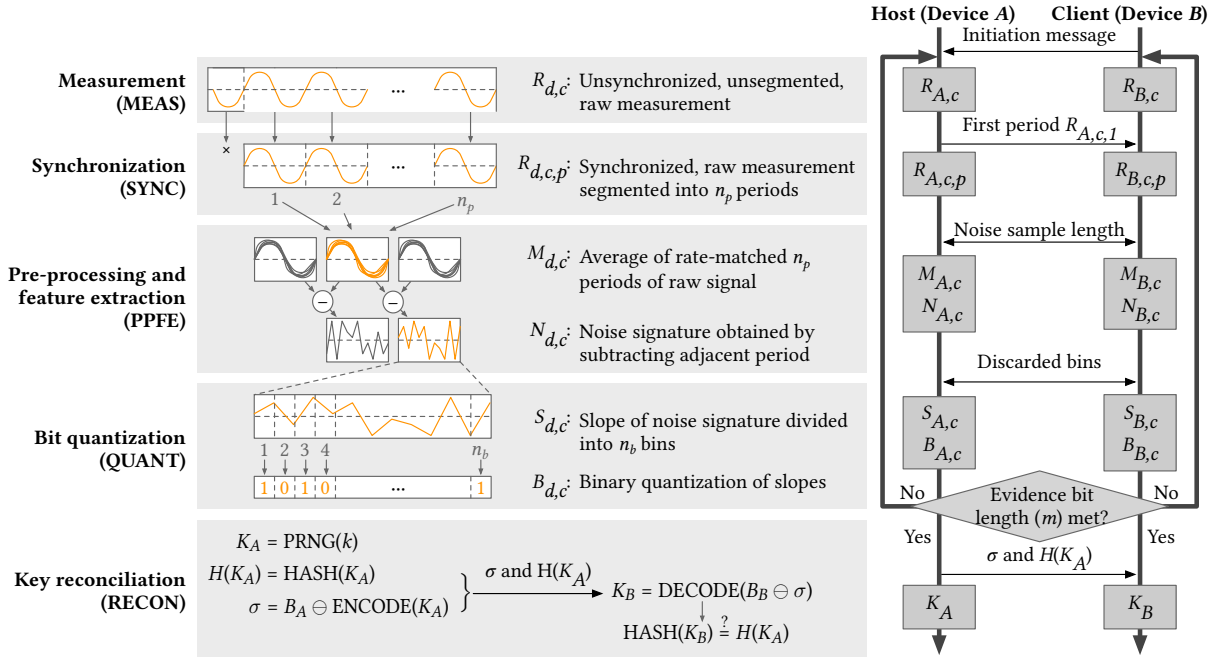 Host (Device A) Client (Device B)
Initiation message
Measurement
(MEAS)
...
R_{d,c}: Unsynchronized, unsegmented,
raw measurement
R_{A,c} R_{B,c}
First period R_{A,c,1}
×
Synchronization
(SYNC)
...
R_{d,c,p}: Synchronized, raw measurement
segmented into n_p periods
R_{A,c,p} R_{B,c,p}
1 2 n_p
Noise sample length
Pre-processing and
feature extraction
(PPFE)
− −
M_{d,c}: Average of rate-matched n_p
periods of raw signal
N_{d,c}: Noise signature obtained by
subtracting adjacent period
M_{A,c} M_{B,c}
N_{A,c} N_{B,c}
Discarded bins
Bit quantization
(QUANT)
S_{d,c}: Slope of noise signature divided
into n_b bins
1 2 3 4 n_b
B_{d,c}: Binary quantization of slopes
1 0 1 0 ... 1
S_{A,c} S_{B,c}
B_{A,c} B_{B,c}
No Evidence bit No
length (m) met?
Yes Yes
σ and H(K_A)
Key reconciliation
(RECON)
K_A = PRNG(k)
H(K_A) = HASH(K_A)
σ = B_A ⊖ ENCODE(K_A)
σ and H(K_A)
K_B = DECODE(B_B ⊖ σ)
HASH(K_B) ≟ H(K_A)
K_A K_B